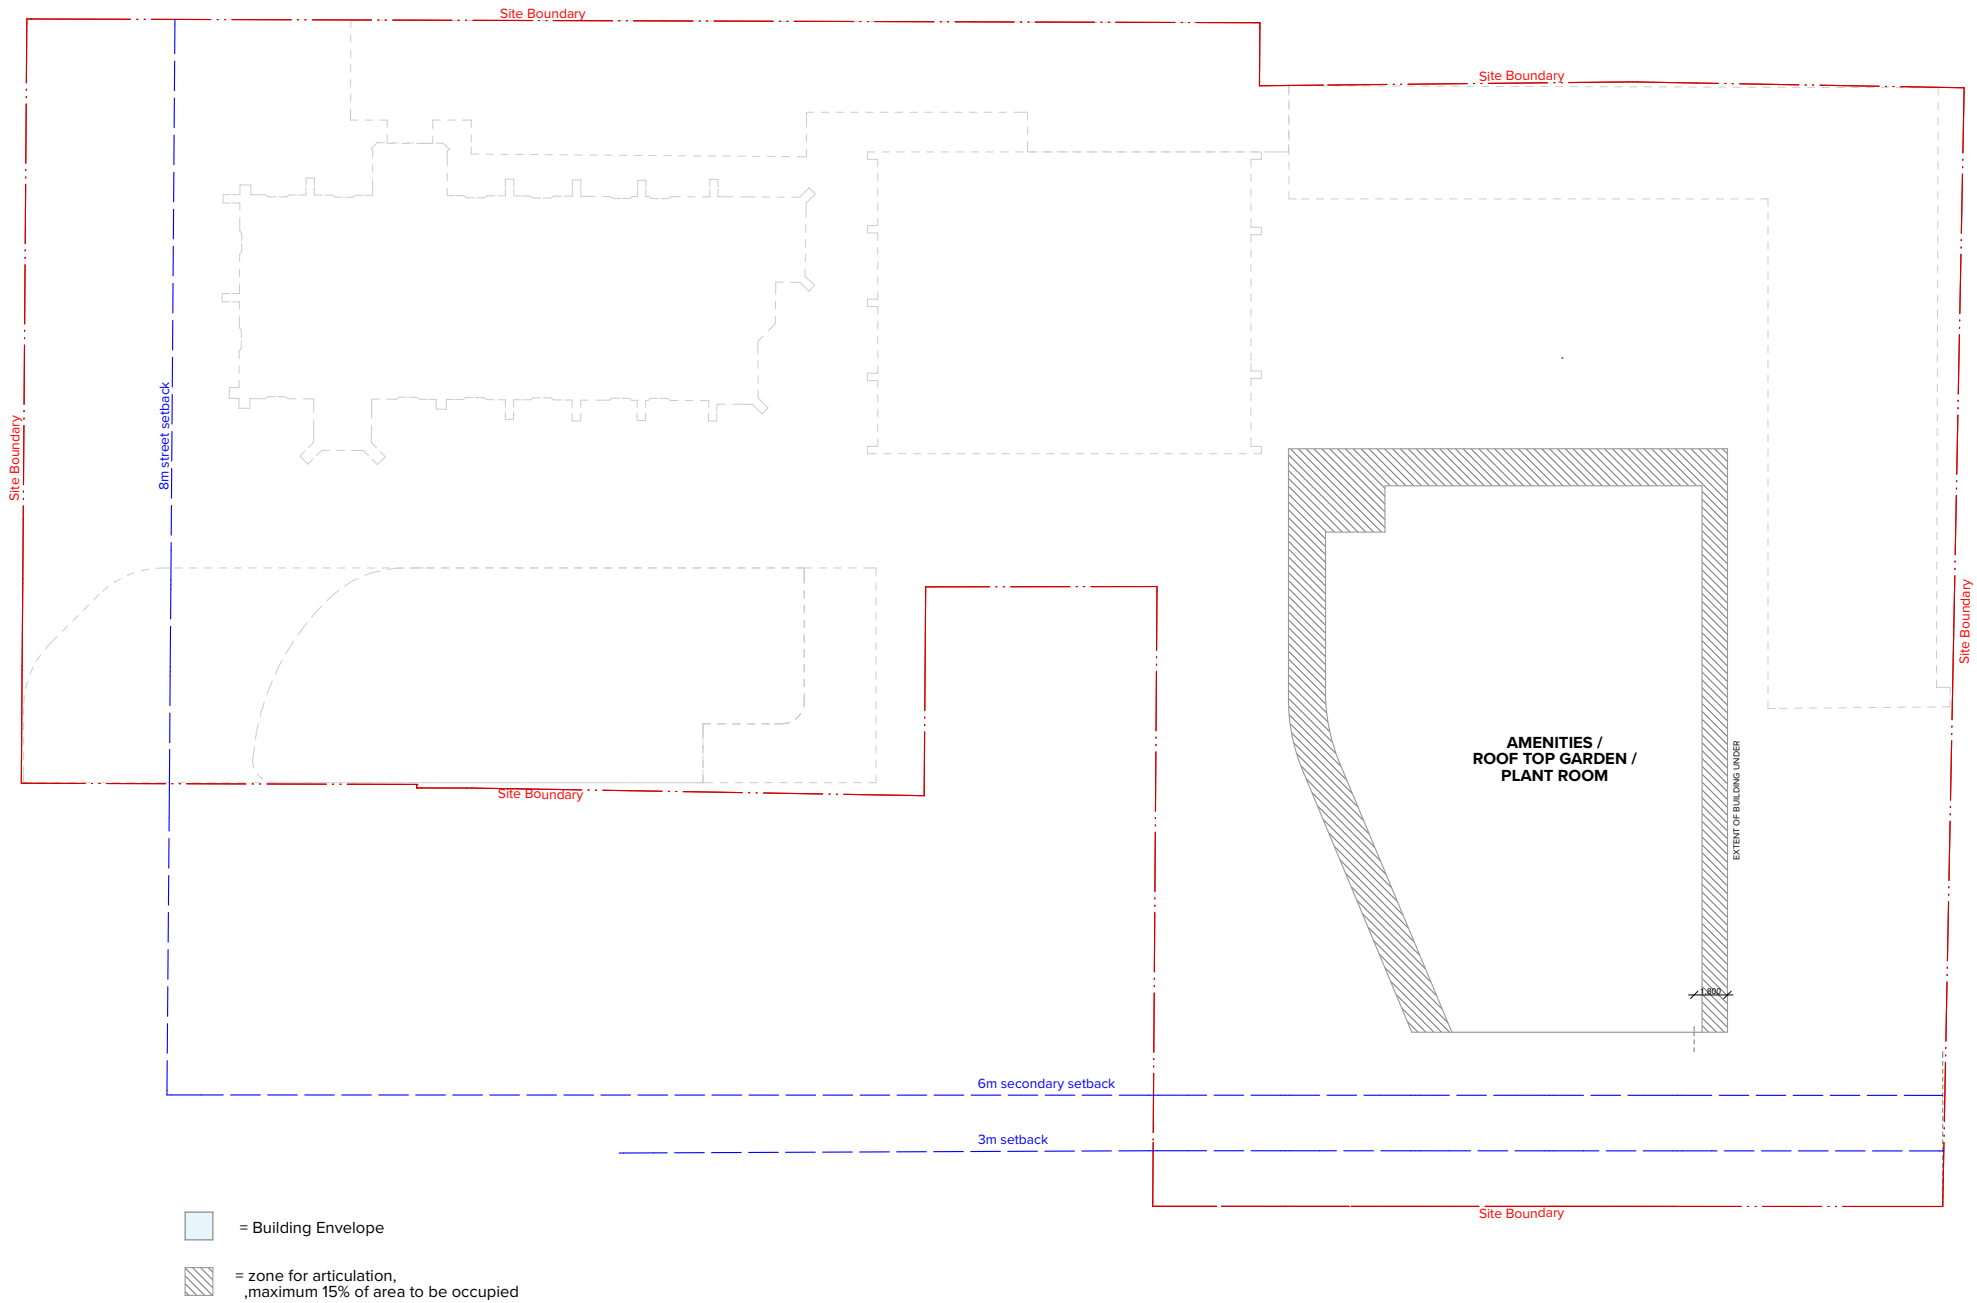 Site Boundary
Site Boundary
8m street setback
Site Boundary
Site Boundary
AMENITIES /
ROOF TOP GARDEN /
PLANT ROOM
EXTENT OF BUILDING UNDER
Site Boundary
1,800
6m secondary setback
3m setback
Site Boundary
= Building Envelope
= zone for articulation,
,maximum 15% of area to be occupied